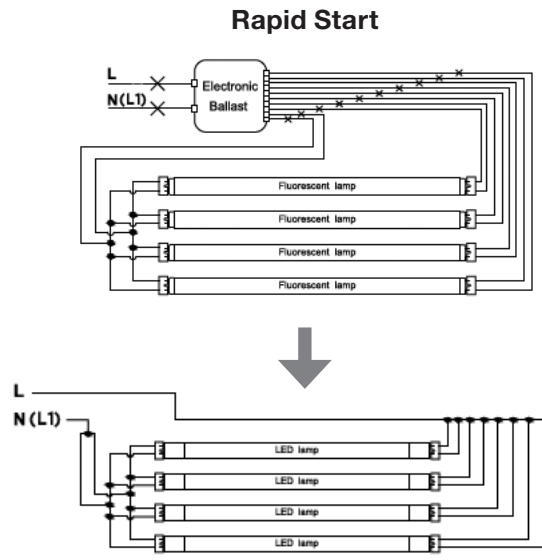 Rapid Start
L
N(L1)
Electronic
Ballast
Fluorescent lamp
Fluorescent lamp
Fluorescent lamp
Fluorescent lamp
L
N (L1)
LED lamp
LED lamp
LED lamp
LED lamp